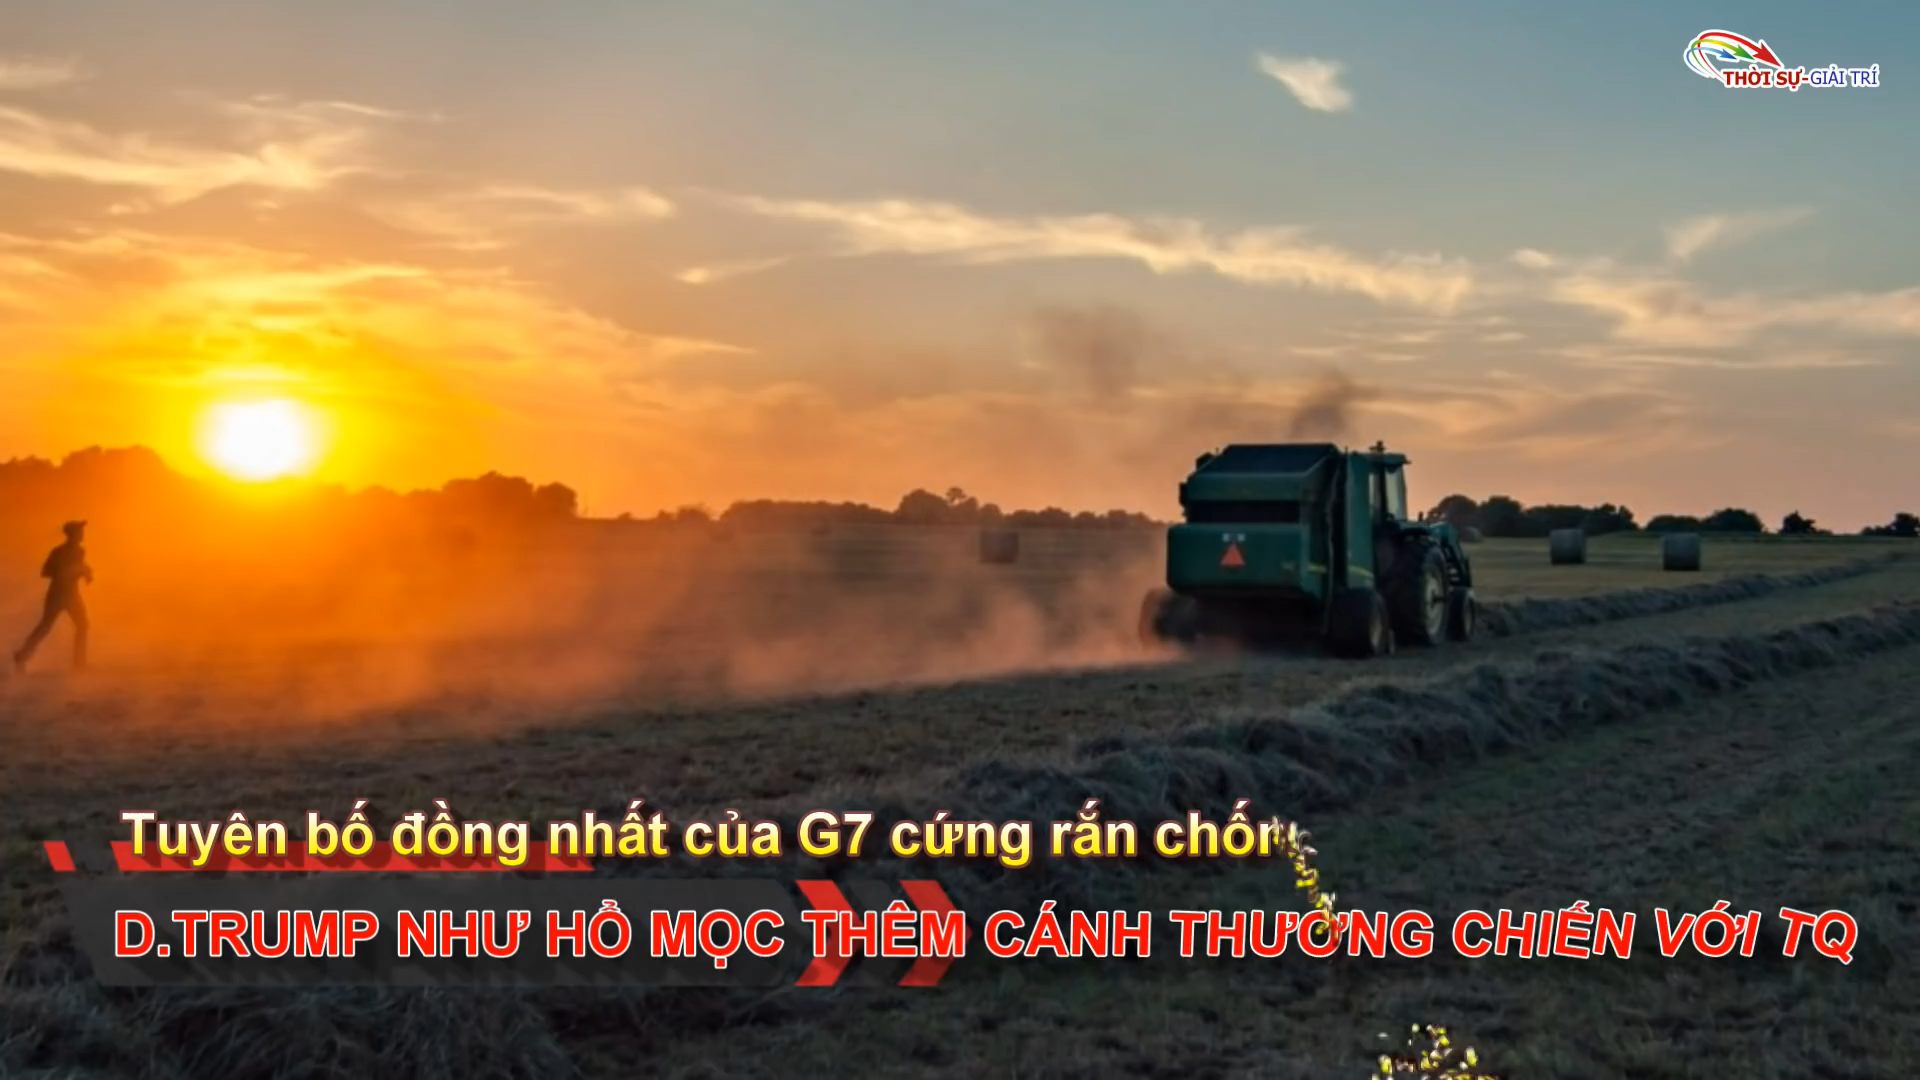 THỜI SỰ-GIẢI TRÍ
Tuyên bố đồng nhất của G7 cứng rắn
D.TRUMP NHƯ HỔ MỌC THÊM CÁNH THƯƠNG CHIẾN VỚI TQ